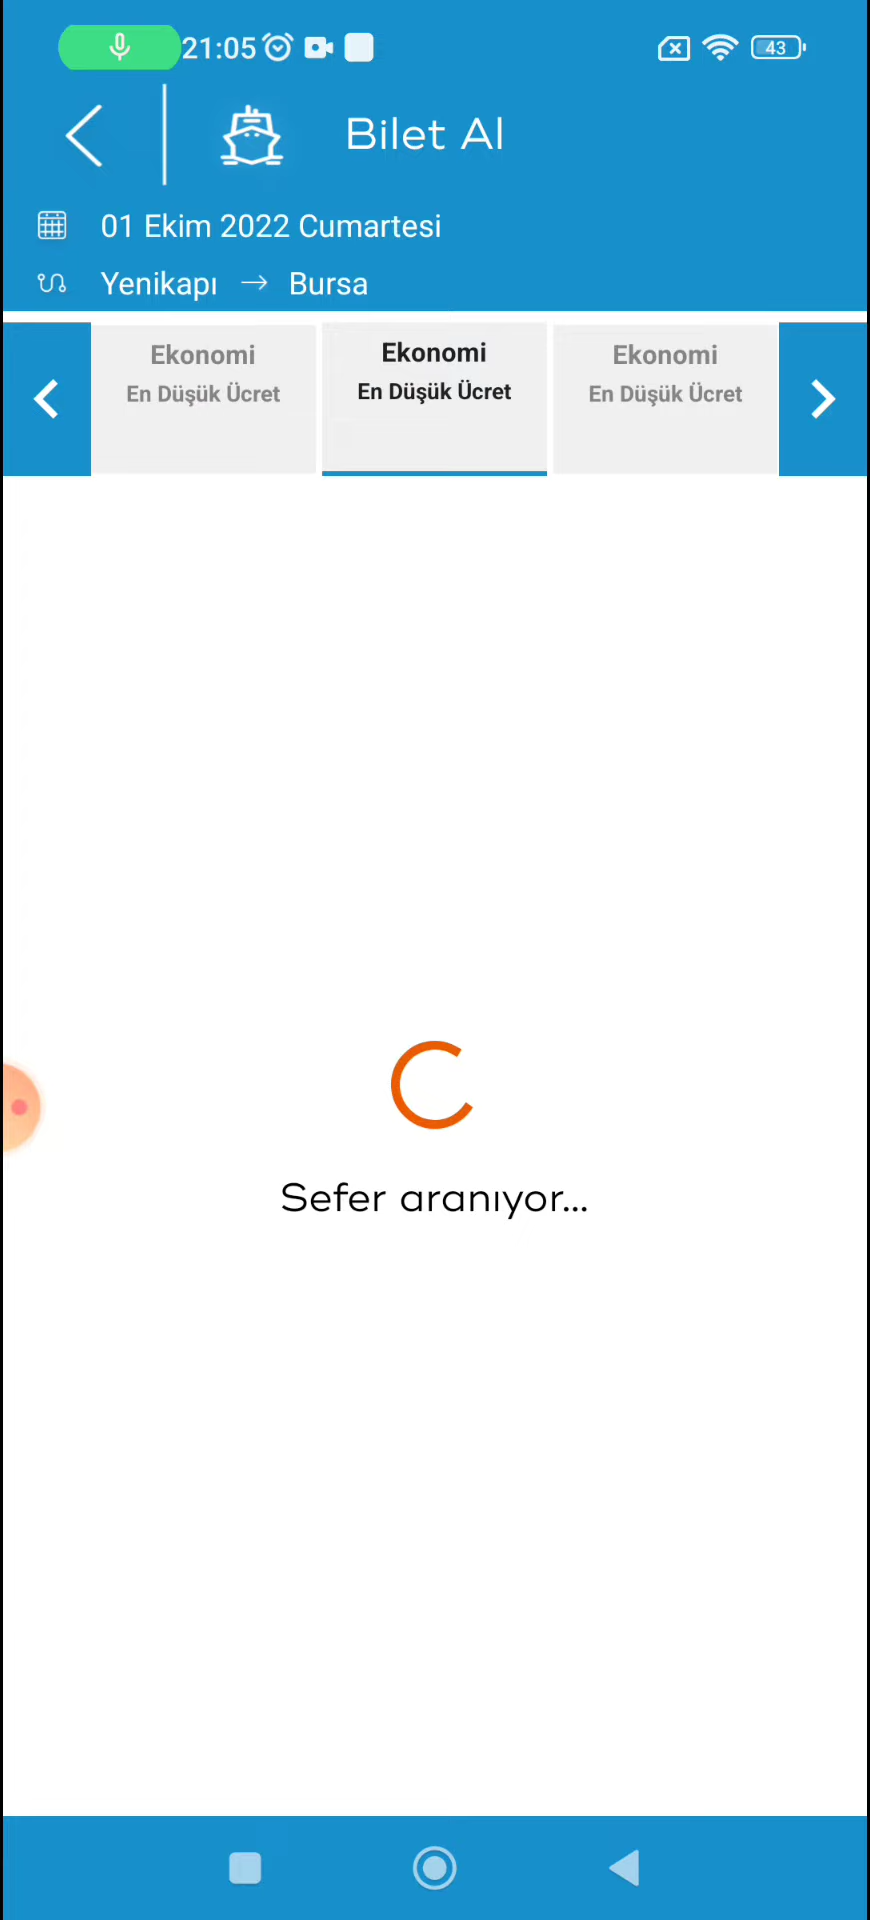 21:05
43
Bilet Al
01 Ekim 2022 Cumartesi
Yenikapı → Bursa
Ekonomi
En Düşük Ücret
Ekonomi
En Düşük Ücret
Ekonomi
En Düşük Ücret
Sefer aranıyor...